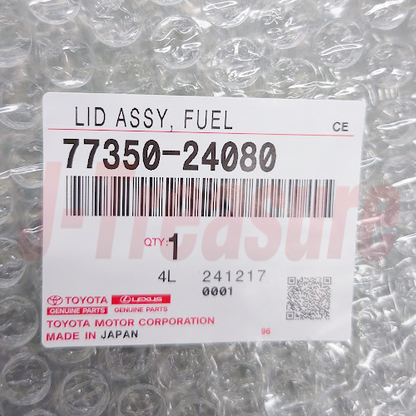 LID ASSY, FUEL
CE
77350-24080
QTY: 1
4L 241217
0001
TOYOTA LEXUS
GENUINE PARTS GENUINE PARTS
TOYOTA MOTOR CORPORATION
MADE IN JAPAN
96
J-Treasure